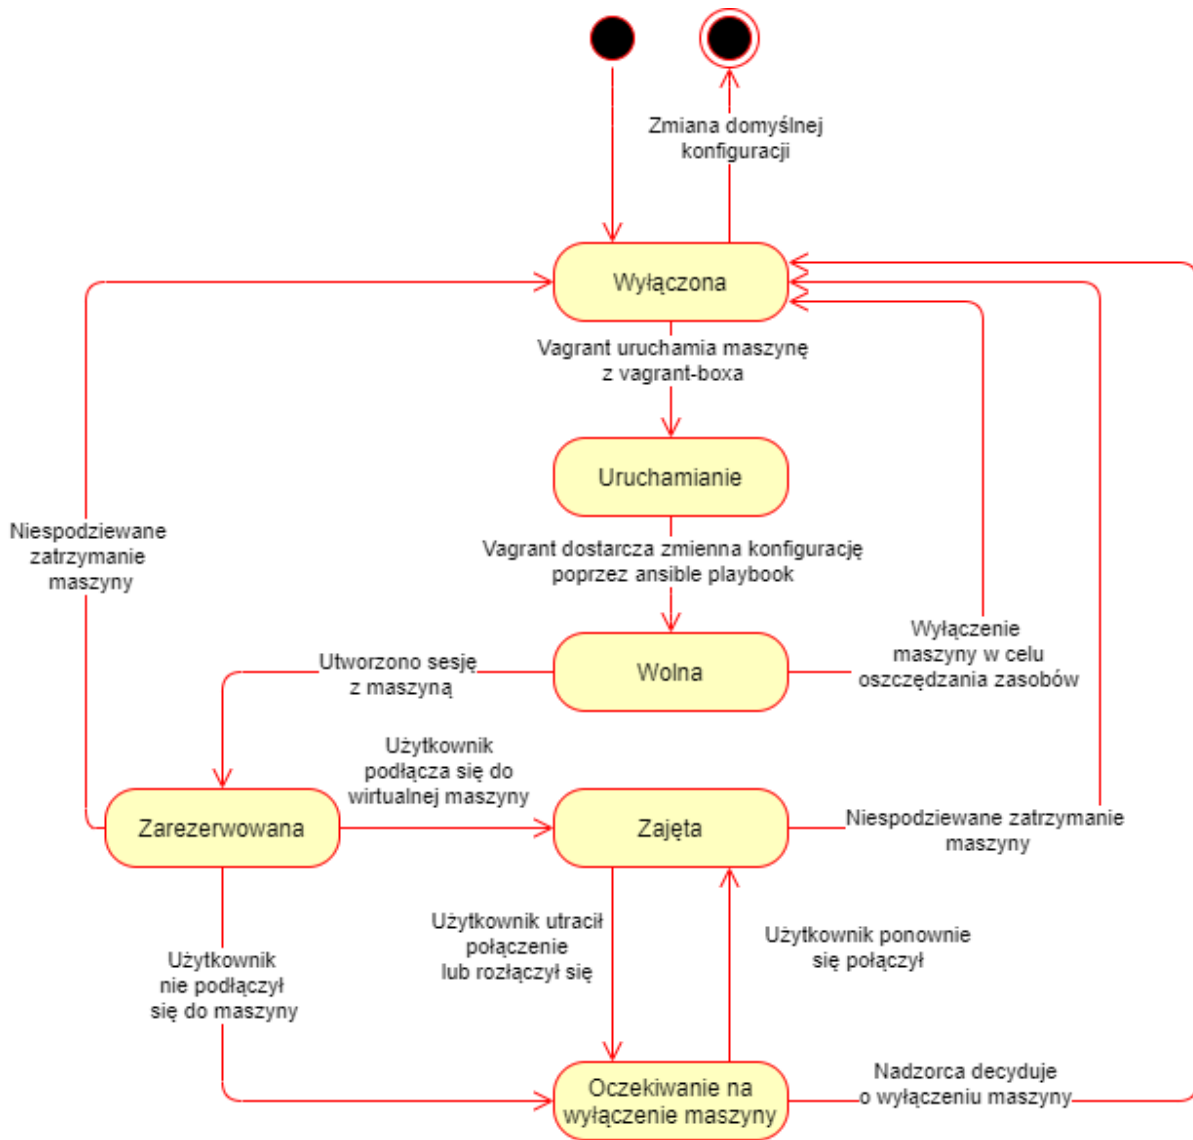 Zmiana domyślnej
konfiguracji
Wyłączona
Vagrant uruchamia maszynę
z vagrant-boxa
Uruchamianie
Niespodziewane
zatrzymanie
maszyny
Vagrant dostarcza zmienna konfigurację
poprzez ansible playbook
Utworzono sesję
z maszyną
Wolna
Wyłączenie
maszyny w celu
oszczędzania zasobów
Użytkownik
podłącza się do
wirtualnej maszyny
Zarezerwowana
Zajęta
Niespodziewane zatrzymanie
maszyny
Użytkownik
nie podłączył
się do maszyny
Użytkownik utracił
połączenie
lub rozłączył się
Użytkownik ponownie
się połączył
Oczekiwanie na
wyłączenie maszyny
Nadzorca decyduje
o wyłączeniu maszyny